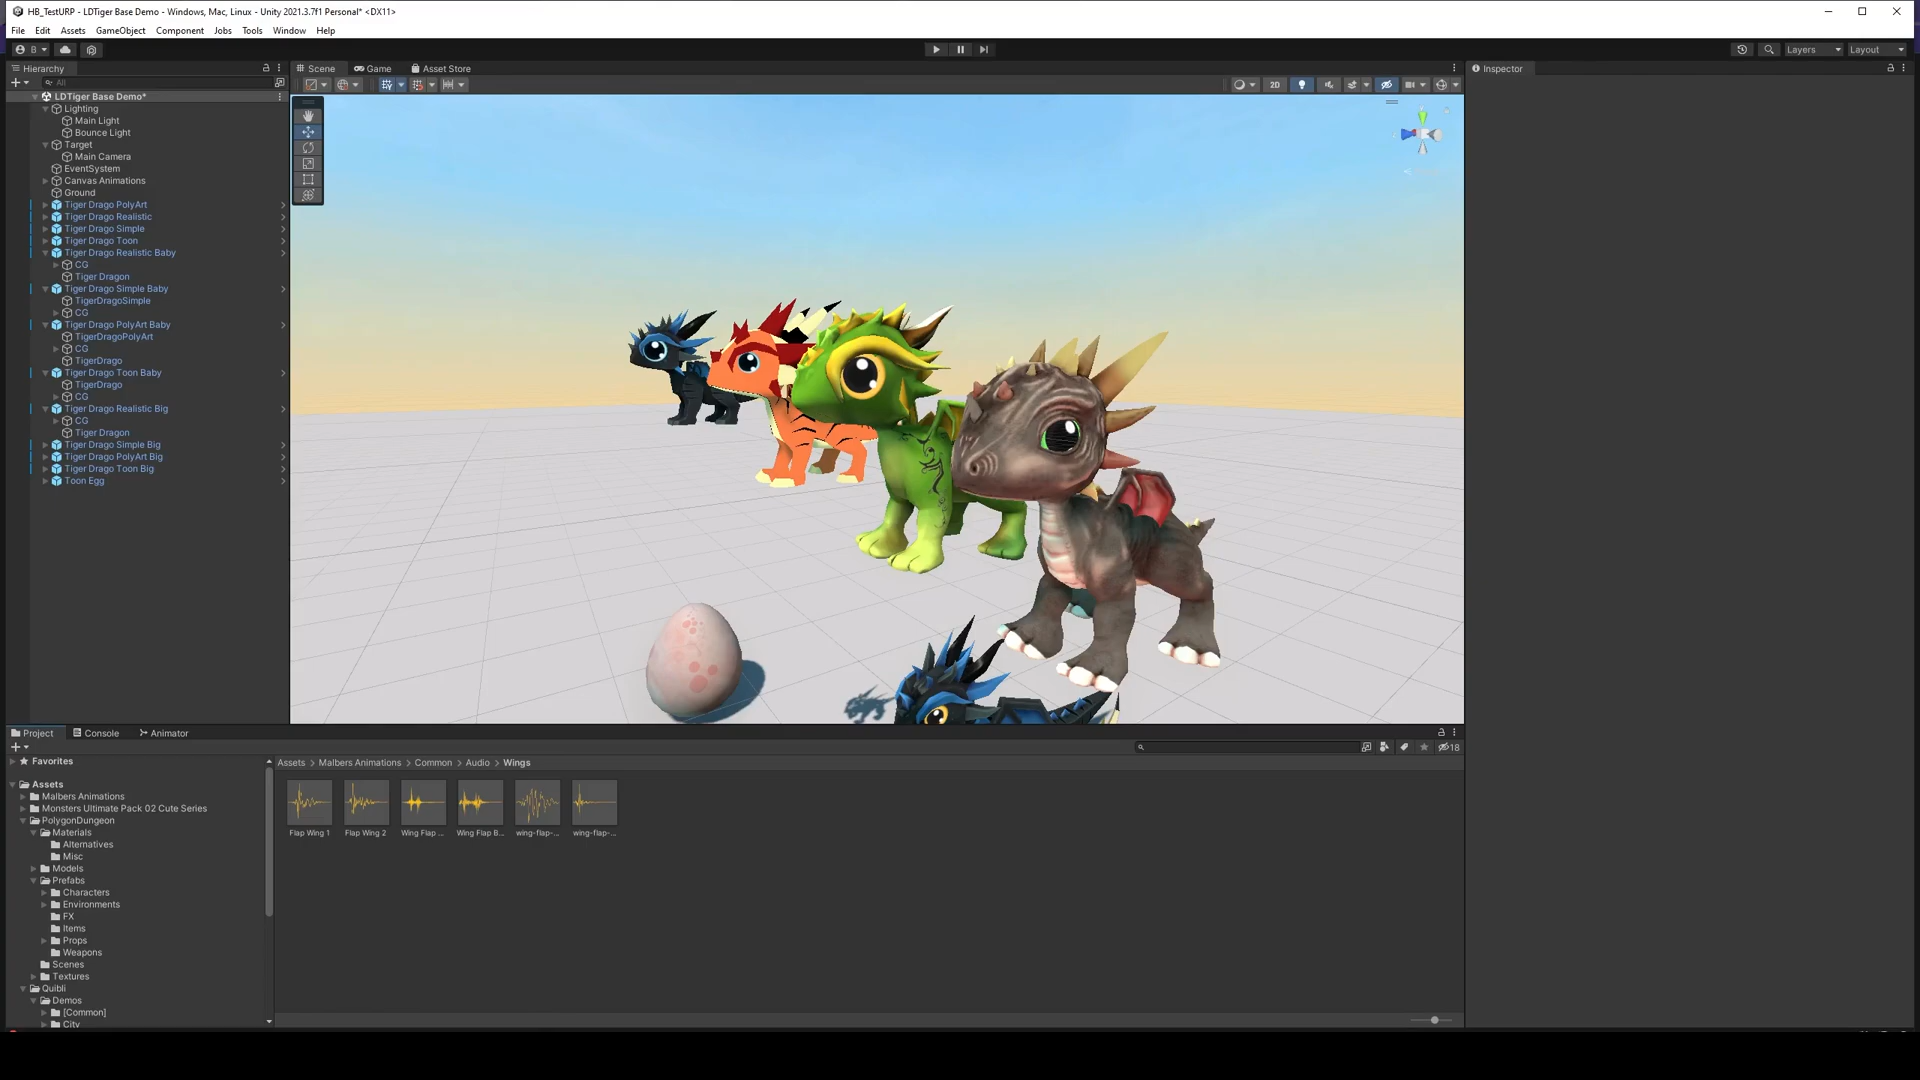 HB_TestURP - LDTiger Base Demo - Windows, Mac, Linux - Unity 2021.3.7f1 Personal* <DX11>
File Edit Assets GameObject Component Jobs Tools Window Help
B
Layers
Layout
Hierarchy
All
LDTiger Base Demo*
Lighting
Main Light
Bounce Light
Target
Main Camera
EventSystem
Canvas Animations
Ground
Tiger Drago PolyArt
Tiger Drago Realistic
Tiger Drago Simple
Tiger Drago Toon
Tiger Drago Realistic Baby
CG
Tiger Dragon
Tiger Drago Simple Baby
TigerDragoSimple
CG
Tiger Drago PolyArt Baby
TigerDragoPolyArt
CG
TigerDrago
Tiger Drago Toon Baby
TigerDrago
CG
Tiger Drago Realistic Big
CG
Tiger Dragon
Tiger Drago Simple Big
Tiger Drago PolyArt Big
Tiger Drago Toon Big
Toon Egg
Scene Game Asset Store
2D
Inspector
Project Console Animator
18
Favorites
Assets
Malbers Animations
Monsters Ultimate Pack 02 Cute Series
PolygonDungeon
Materials
Alternatives
Misc
Models
Prefabs
Characters
Environments
FX
Items
Props
Weapons
Scenes
Textures
Quibli
Demos
[Common]
City
Assets > Malbers Animations > Common > Audio > Wings
Flap Wing 1
Flap Wing 2
Wing Flap ...
Wing Flap B...
wing-flap-...
wing-flap-...